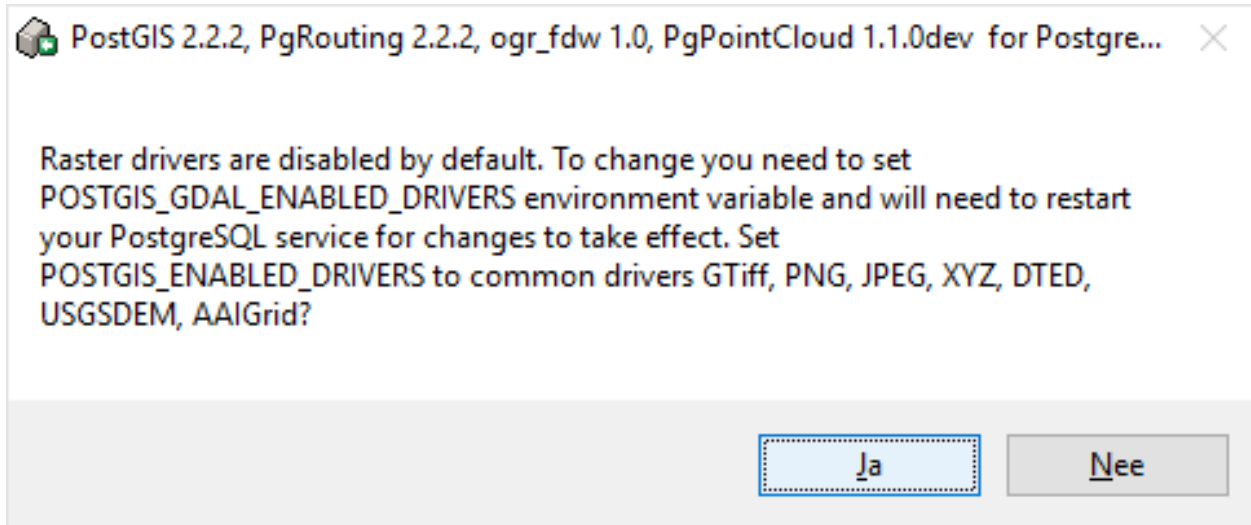 PostGIS 2.2.2, PgRouting 2.2.2, ogr_fdw 1.0, PgPointCloud 1.1.0dev for Postgre...
Raster drivers are disabled by default. To change you need to set
POSTGIS_GDAL_ENABLED_DRIVERS environment variable and will need to restart
your PostgreSQL service for changes to take effect. Set
POSTGIS_ENABLED_DRIVERS to common drivers GTiff, PNG, JPEG, XYZ, DTED,
USGSDEM, AAIGrid?
Ja
Nee